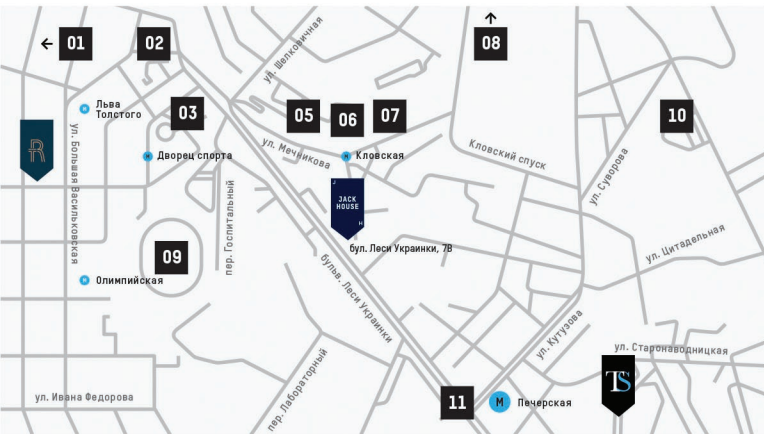 ← 01
02
↑
08
ул. Шелковичная
Льва
Толстого
03
05
06
07
10
R
ул. Большая Васильковская
Дворец спорта
ул. Мечникова
Кловская
Кловский спуск
ул. Суворова
J
JACK
HOUSE
H
пер. Госпитальный
бул. Леси Украинки, 7В
ул. Цитадельная
09
Олимпийская
бульв. Леси Украинки
ул. Кутузова
ул. Старонаводницкая
TS
пер. Лабораторный
ул. Ивана Федорова
11
М Печерская